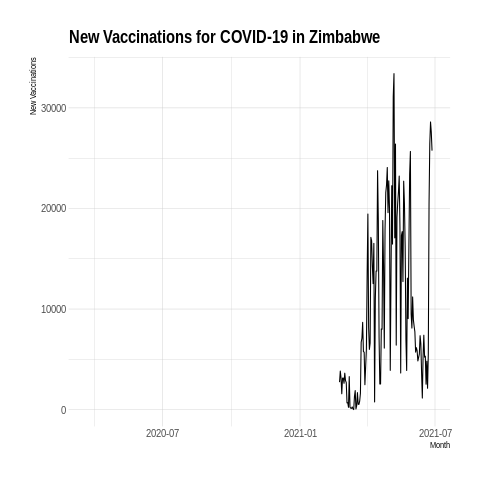 New Vaccinations for COVID-19 in Zimbabwe
New Vaccinations
30000
20000
10000
0
2020-07
2021-01
2021-07
Month